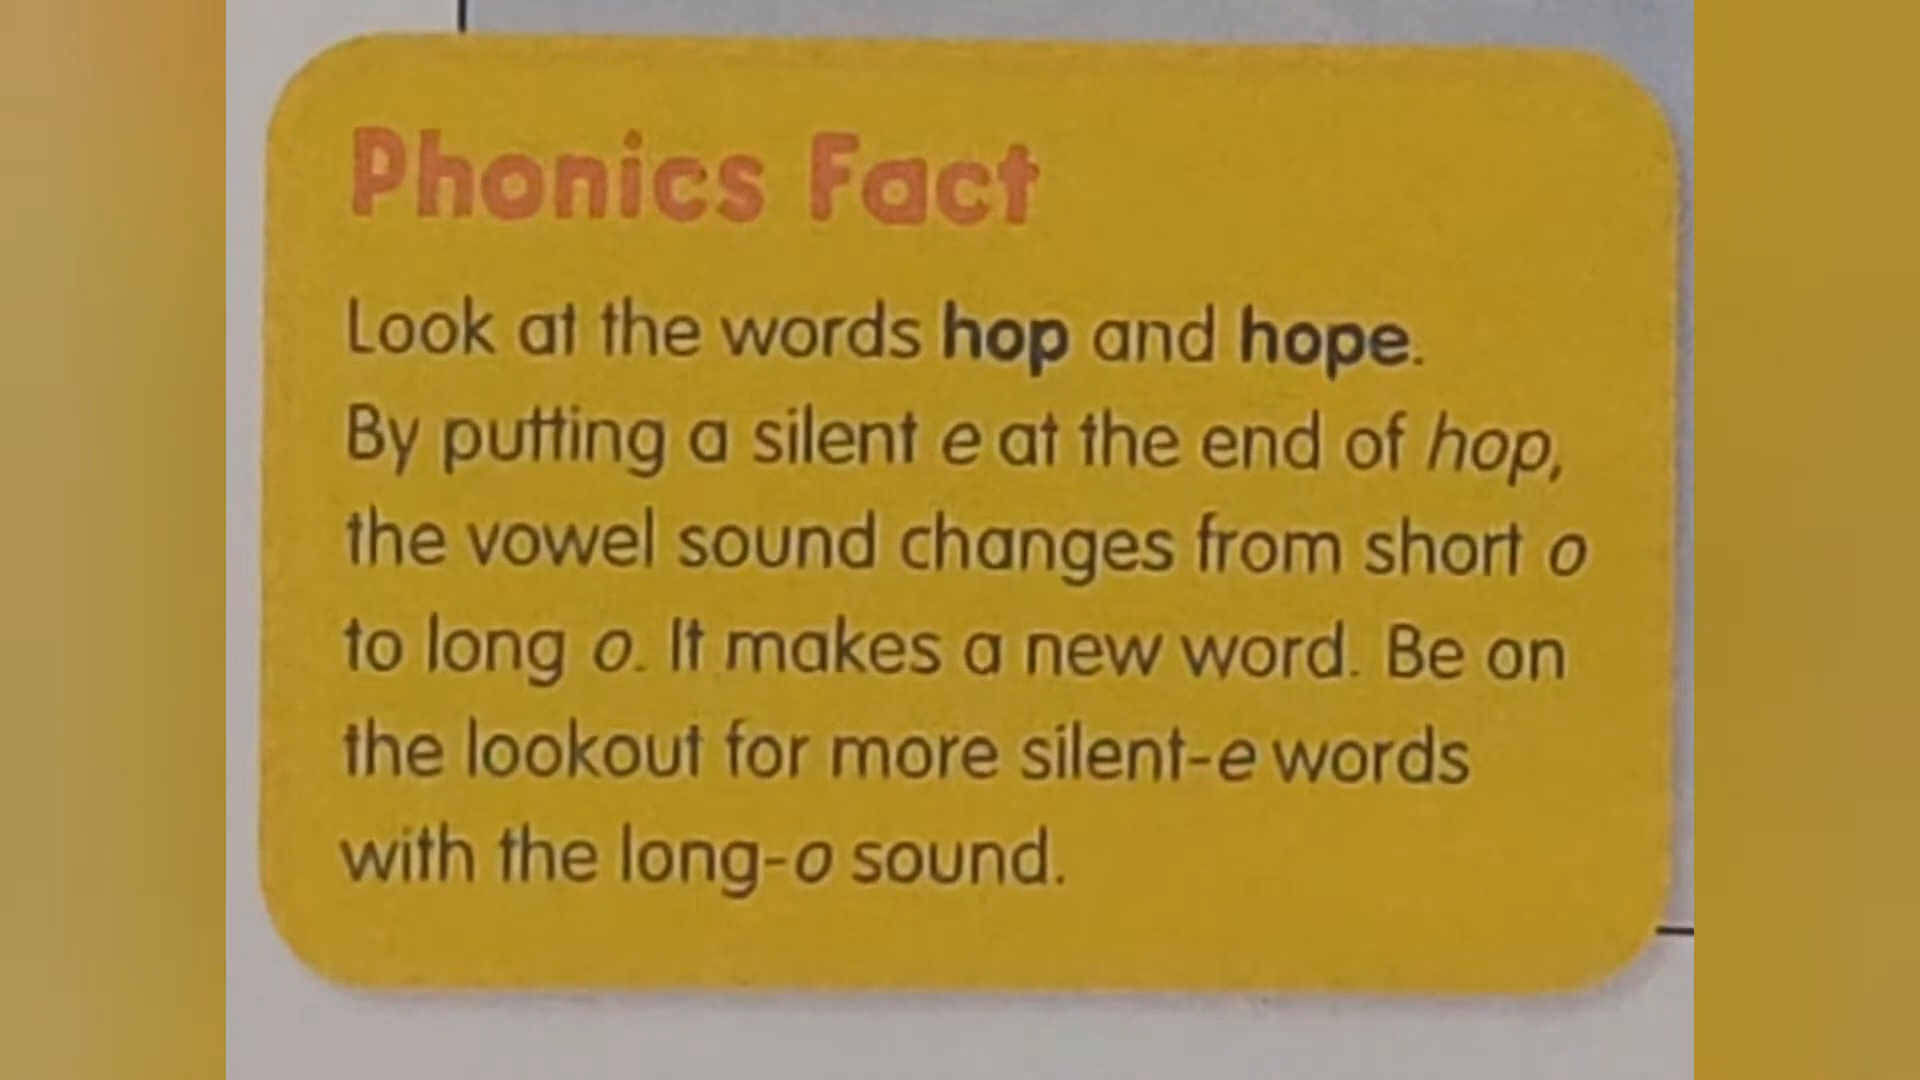 Phonics Fact
Look at the words hop and hope.
By putting a silent e at the end of hop,
the vowel sound changes from short o
to long o. It makes a new word. Be on
the lookout for more silent-e words
with the long-o sound.